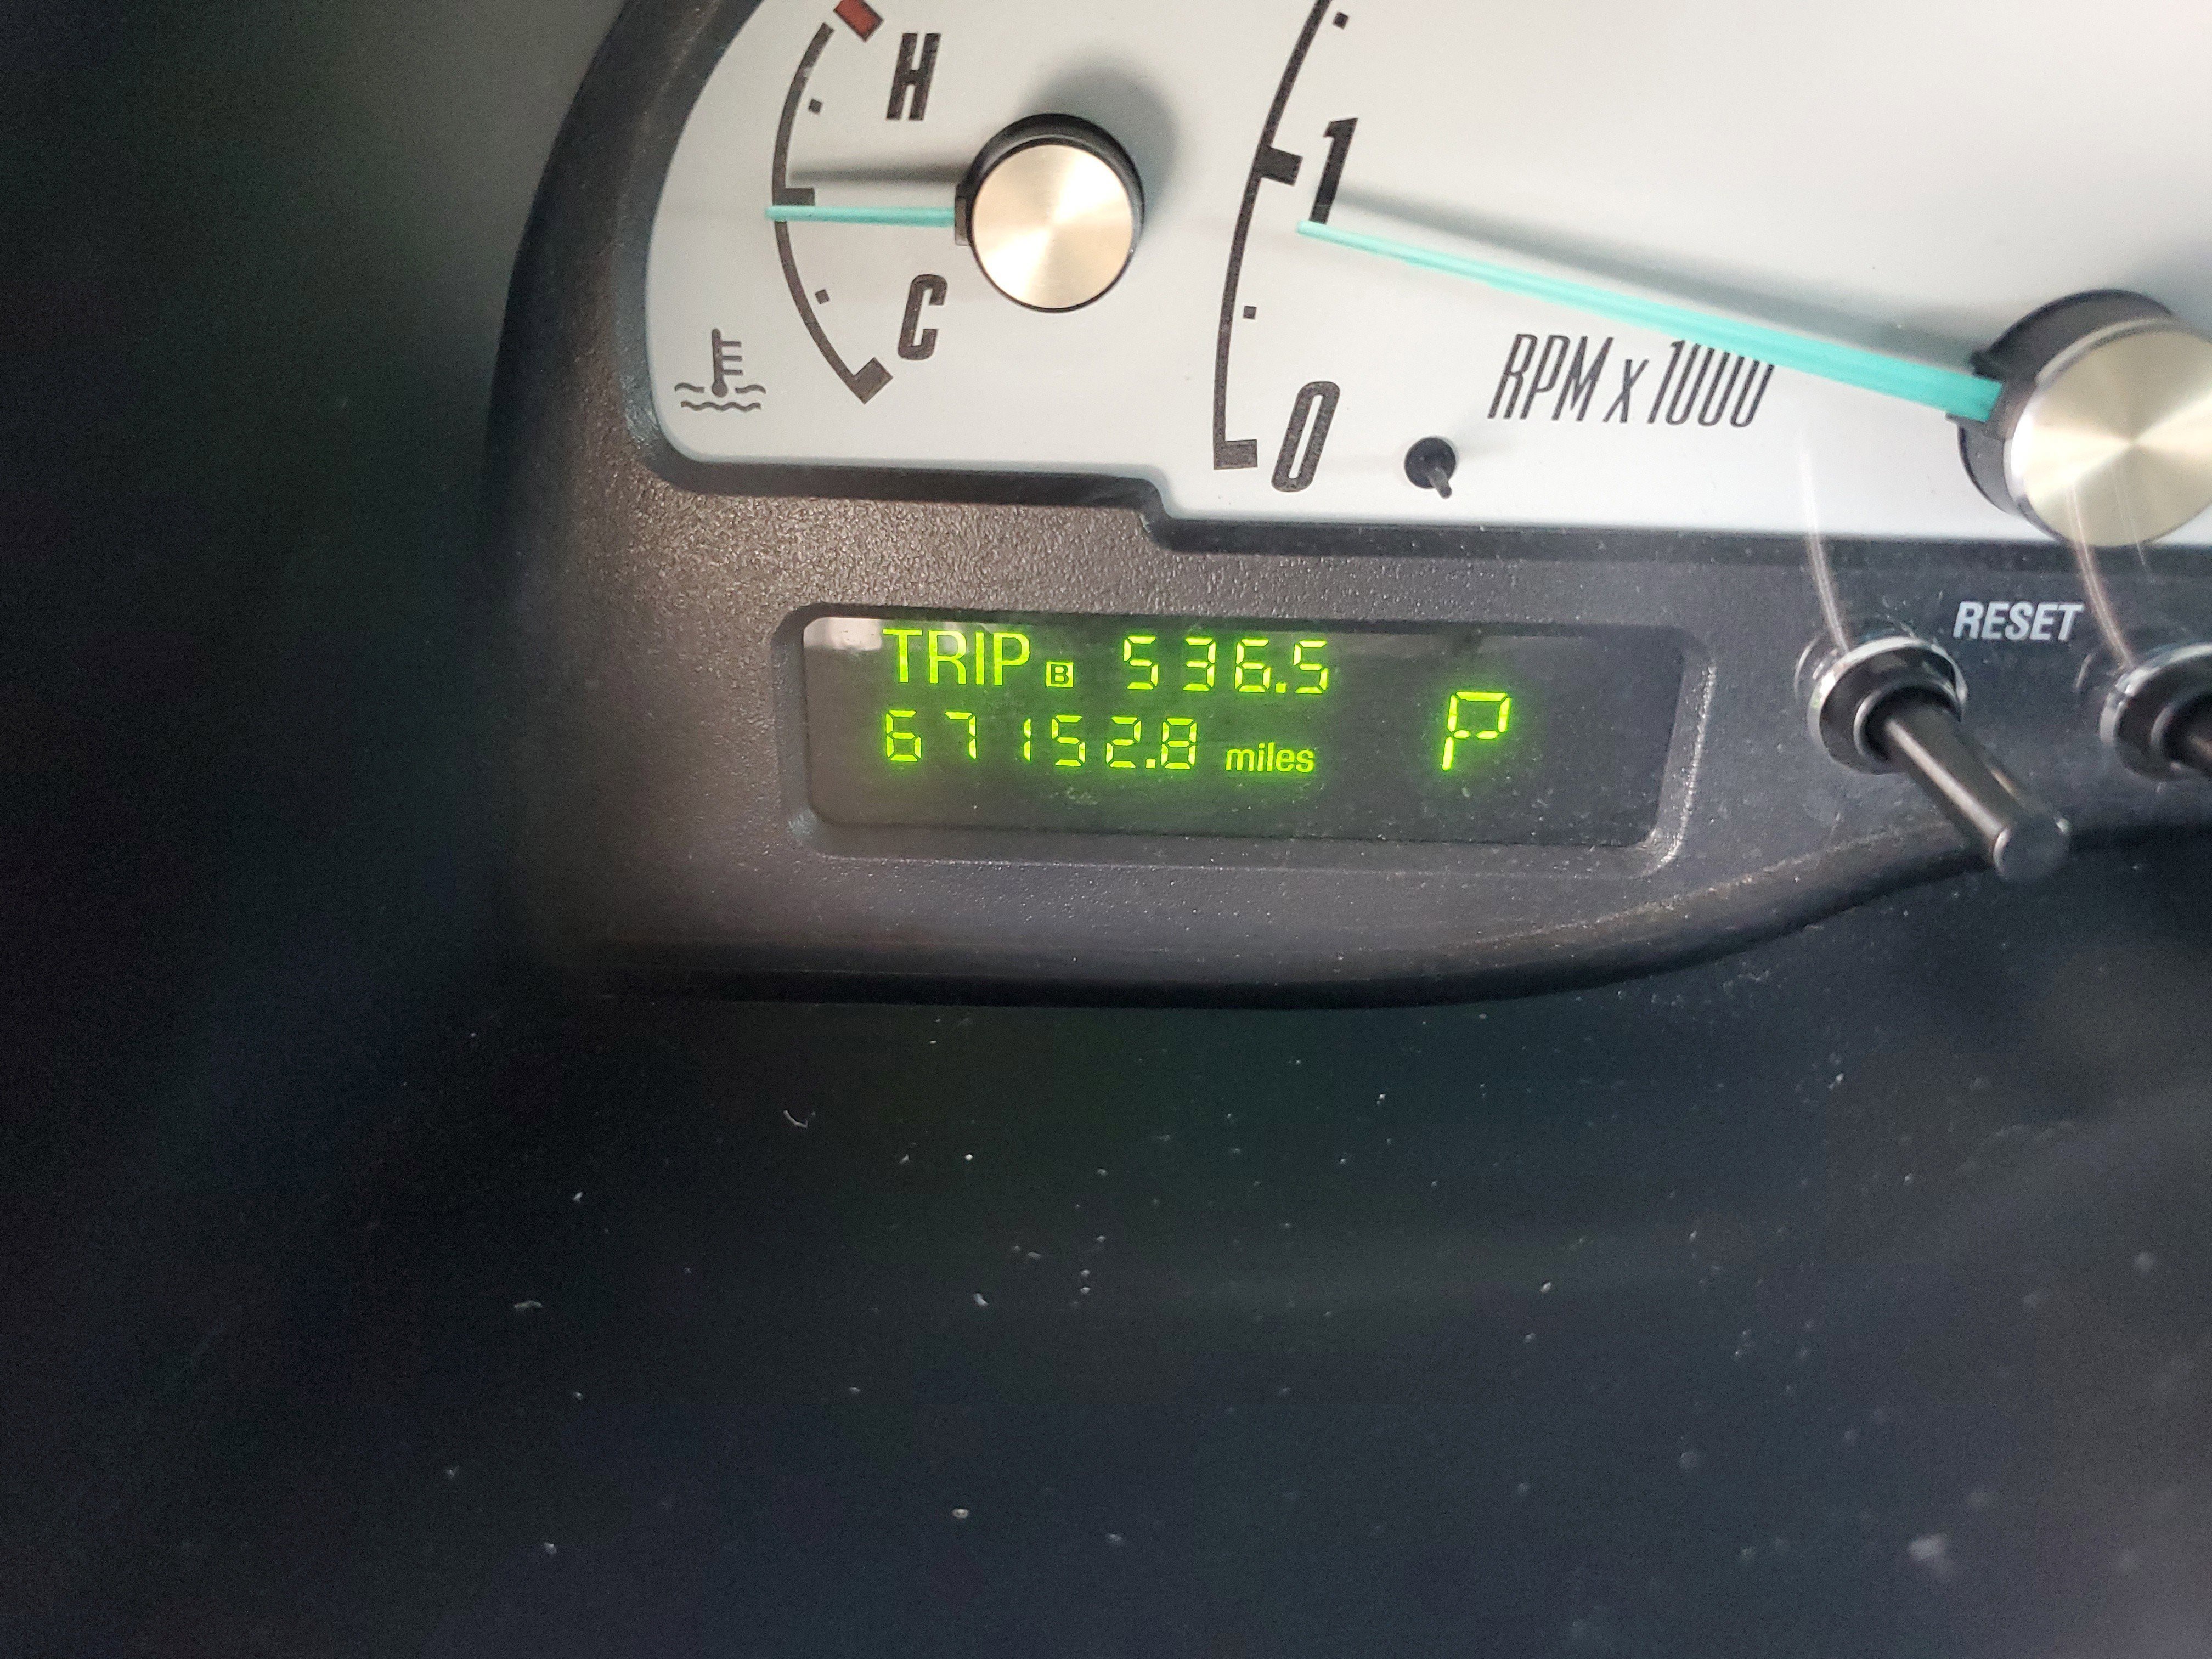 H
1
C
RPM x 1000
0
RESET
TRIP B 536.5
67152.8 miles P